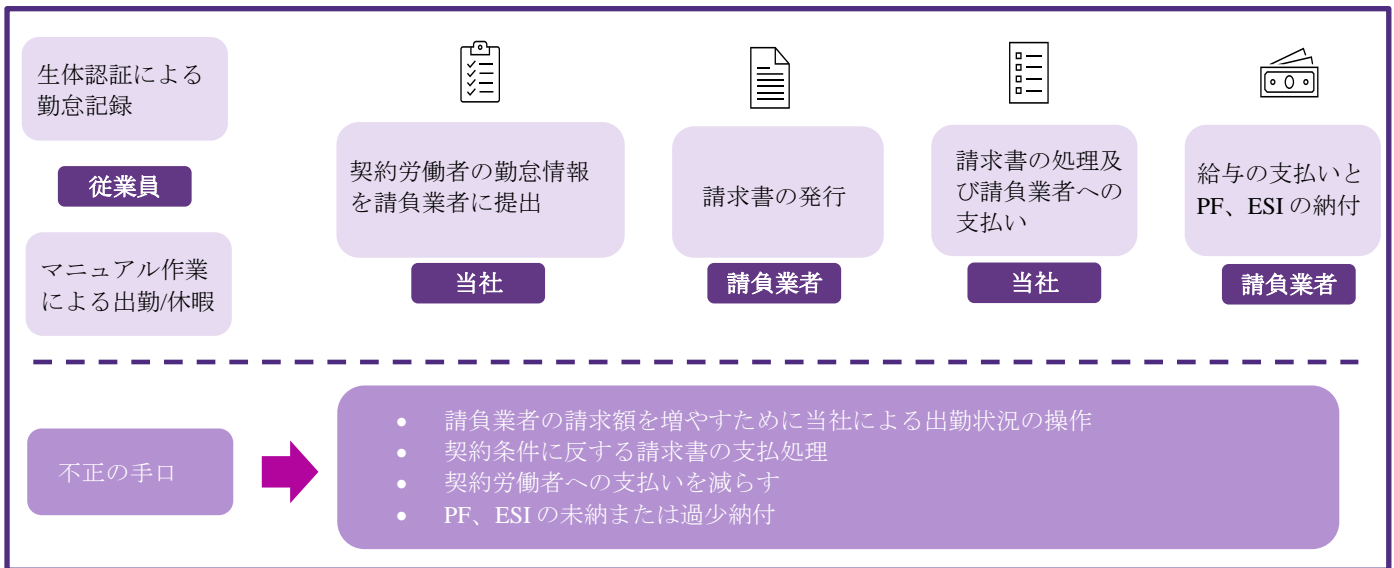 生体認証による
勤怠記録
従業員
マニュアル作業
による出勤/休暇
契約労働者の勤怠情報
を請負業者に提出
当社
請求書の発行
請負業者
請求書の処理及
び請負業者への
支払い
当社
給与の支払いと
PF、ESI の納付
請負業者
不正の手口
• 請負業者の請求額を増やすために当社による出勤状況の操作
• 契約条件に反する請求書の支払処理
• 契約労働者への支払いを減らす
• PF、ESI の未納または過少納付